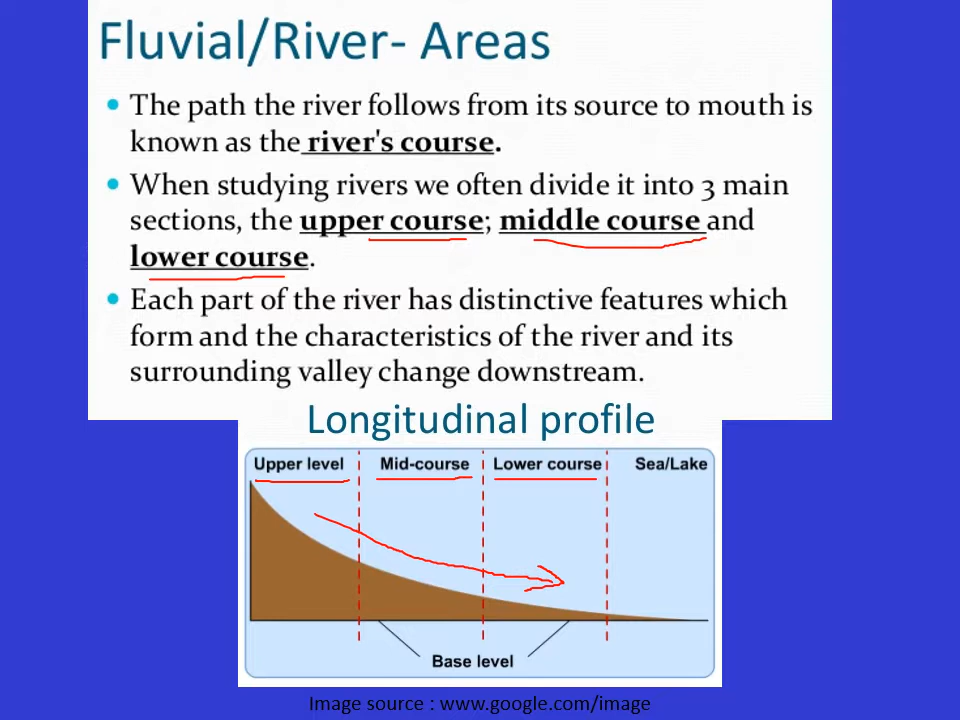 Fluvial/River- Areas
• The path the river follows from its source to mouth is
known as the river's course.
• When studying rivers we often divide it into 3 main
sections, the upper course; middle course and
lower course.
• Each part of the river has distinctive features which
form and the characteristics of the river and its
surrounding valley change downstream.
Longitudinal profile
Upper level Mid-course Lower course Sea/Lake
Base level
Image source : www.google.com/image